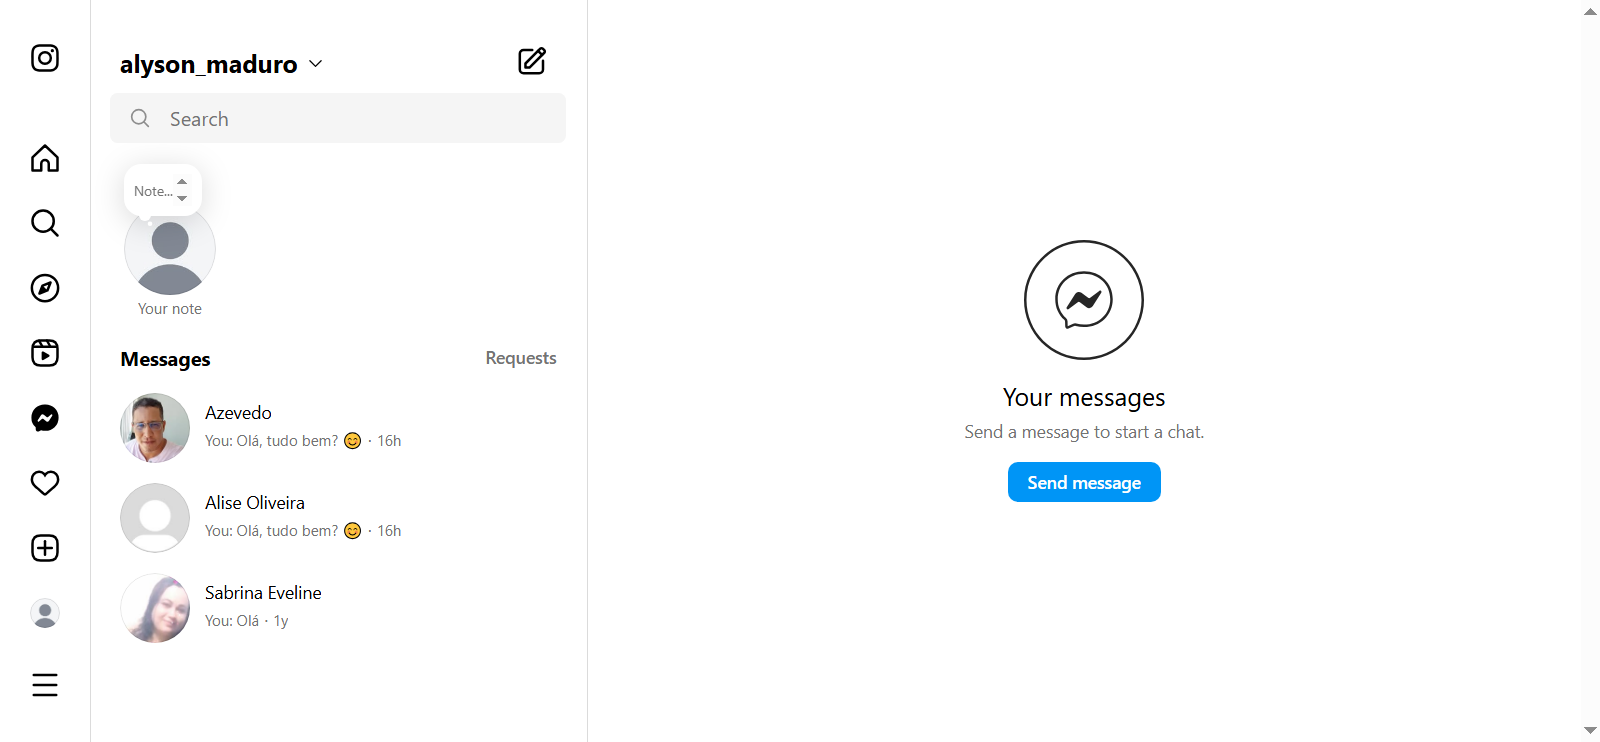 alyson_maduro
Search
Note...
Your note
Messages
Requests
Azevedo
You: Olá, tudo bem? 😊 · 16h
Alise Oliveira
You: Olá, tudo bem? 😊 · 16h
Sabrina Eveline
You: Olá · 1y
Your messages
Send a message to start a chat.
Send message